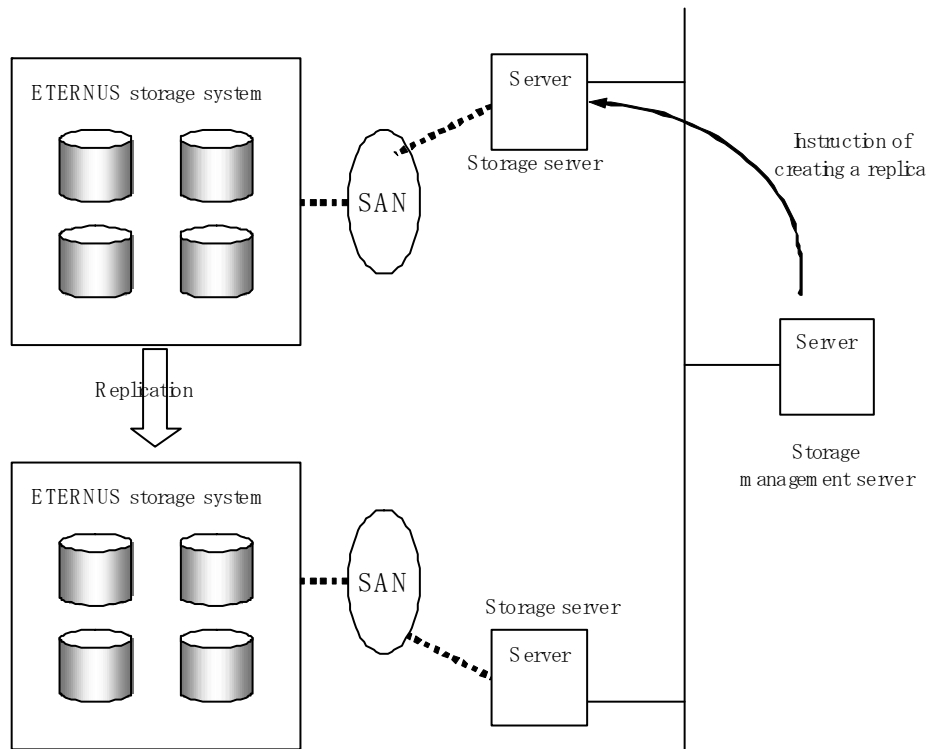 ETERNUS storage system
SAN
Server
Storage server
Instruction of
creating a replica
Server
Storage
management server
Replication
ETERNUS storage system
SAN
Storage server
Server